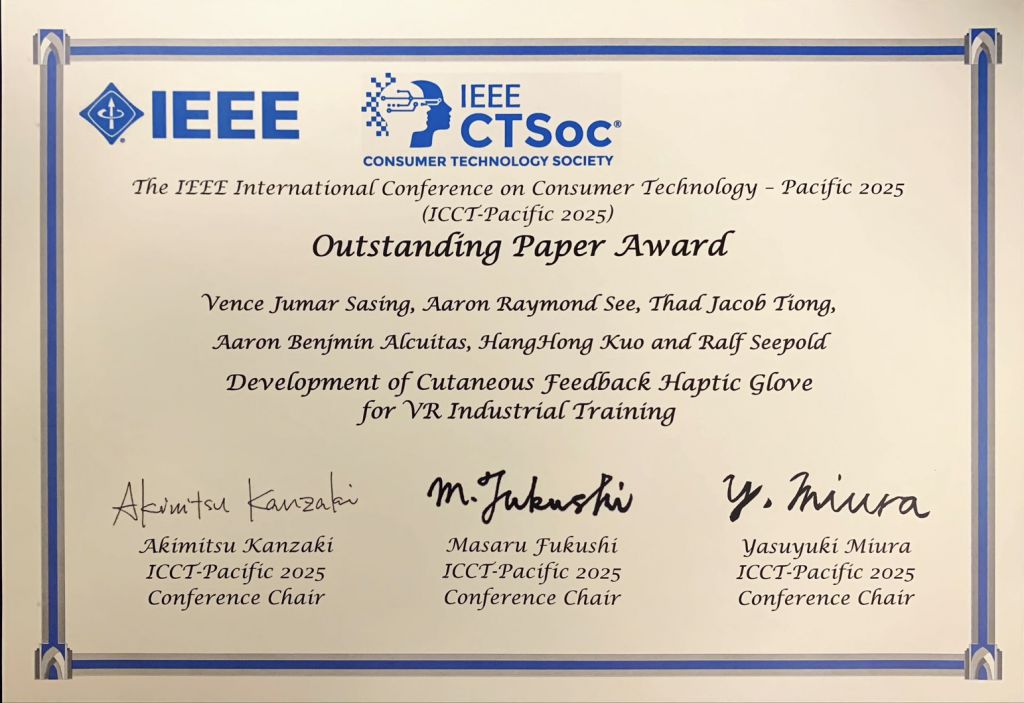 IEEE
IEEE
CTSoc®
CONSUMER TECHNOLOGY SOCIETY
The IEEE International Conference on Consumer Technology – Pacific 2025
(ICCT-Pacific 2025)
Outstanding Paper Award
Vence Jumar Sasing, Aaron Raymond See, Thad Jacob Tiong,
Aaron Benjmin Alcuitas, HangHong Kuo and Ralf Seepold
Development of Cutaneous Feedback Haptic Glove
for VR Industrial Training
Akimitsu Kanzaki
M. Fukushi
Y. Miura
Akimitsu Kanzaki
ICCT-Pacific 2025
Conference Chair
Masaru Fukushi
ICCT-Pacific 2025
Conference Chair
Yasuyuki Miura
ICCT-Pacific 2025
Conference Chair